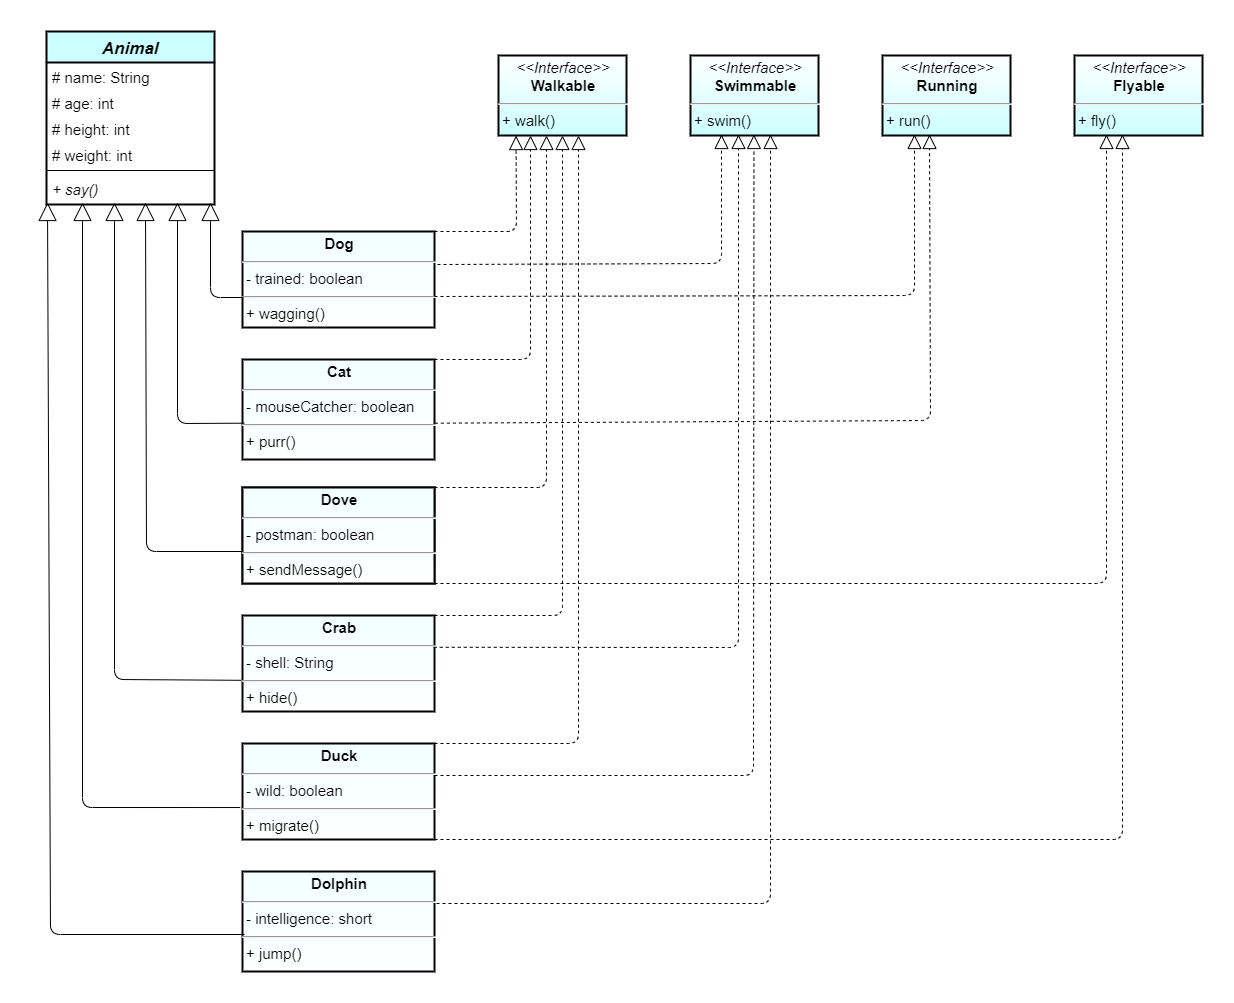 Animal
# name: String
# age: int
# height: int
# weight: int
+ say()
<<Interface>>
Walkable
+ walk()
<<Interface>>
Swimmable
+ swim()
<<Interface>>
Running
+ run()
<<Interface>>
Flyable
+ fly()
Dog
- trained: boolean
+ wagging()
Cat
- mouseCatcher: boolean
+ purr()
Dove
- postman: boolean
+ sendMessage()
Crab
- shell: String
+ hide()
Duck
- wild: boolean
+ migrate()
Dolphin
- intelligence: short
+ jump()